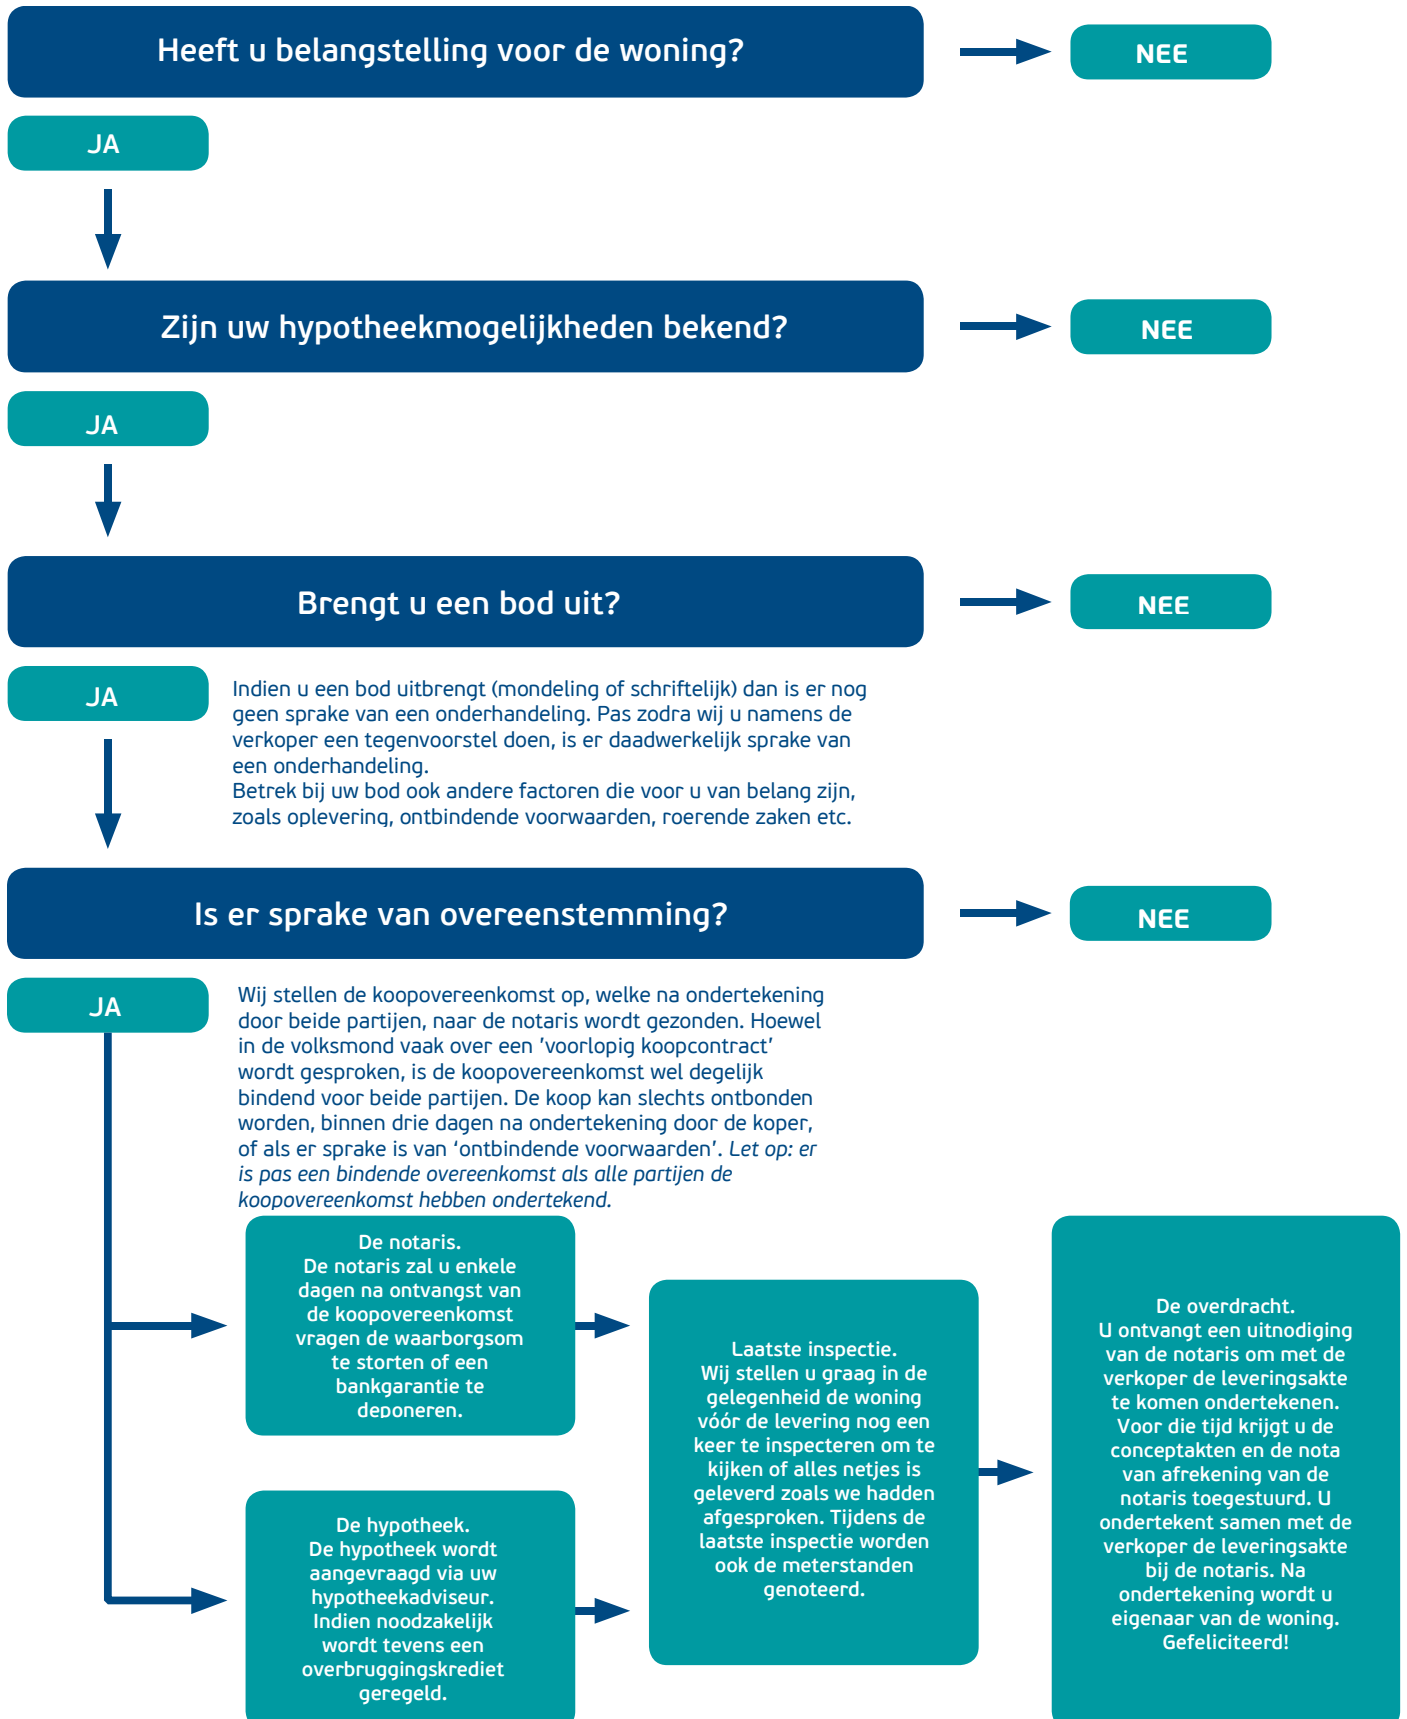 Heeft u belangstelling voor de woning?
NEE
JA
Zijn uw hypotheekmogelijkheden bekend?
NEE
JA
Brengt u een bod uit?
NEE
JA
Indien u een bod uitbrengt (mondeling of schriftelijk) dan is er nog
geen sprake van een onderhandeling. Pas zodra wij u namens de
verkoper een tegenvoorstel doen, is er daadwerkelijk sprake van
een onderhandeling.
Betrek bij uw bod ook andere factoren die voor u van belang zijn,
zoals oplevering, ontbindende voorwaarden, roerende zaken etc.
Is er sprake van overeenstemming?
NEE
JA
Wij stellen de koopovereenkomst op, welke na ondertekening
door beide partijen, naar de notaris wordt gezonden. Hoewel
in de volksmond vaak over een 'voorlopig koopcontract'
wordt gesproken, is de koopovereenkomst wel degelijk
bindend voor beide partijen. De koop kan slechts ontbonden
worden, binnen drie dagen na ondertekening door de koper,
of als er sprake is van ‘ontbindende voorwaarden’. Let op: er
is pas een bindende overeenkomst als alle partijen de
koopovereenkomst hebben ondertekend.
De notaris.
De notaris zal u enkele
dagen na ontvangst van
de koopovereenkomst
vragen de waarborgsom
te storten of een
bankgarantie te
deponeren.
De hypotheek.
De hypotheek wordt
aangevraagd via uw
hypotheekadviseur.
Indien noodzakelijk
wordt tevens een
overbruggingskrediet
geregeld.
Laatste inspectie.
Wij stellen u graag in de
gelegenheid de woning
vóór de levering nog een
keer te inspecteren om te
kijken of alles netjes is
geleverd zoals we hadden
afgesproken. Tijdens de
laatste inspectie worden
ook de meterstanden
genoteerd.
De overdracht.
U ontvangt een uitnodiging
van de notaris om met de
verkoper de leveringsakte
te komen ondertekenen.
Voor die tijd krijgt u de
conceptakten en de nota
van afrekening van de
notaris toegestuurd. U
ondertekent samen met de
verkoper de leveringsakte
bij de notaris. Na
ondertekening wordt u
eigenaar van de woning.
Gefeliciteerd!